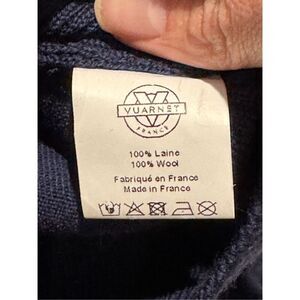 VUARNET
FRANCE
100% Laine
100% Wool
Fabriqué en France
Made in France